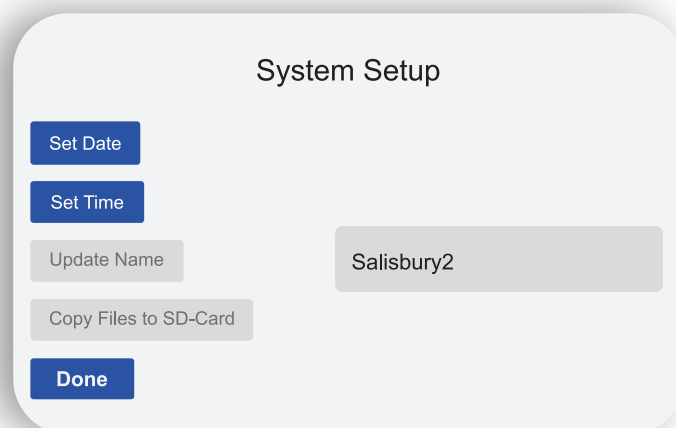 System Setup
Set Date
Set Time
Update Name
Salisbury2
Copy Files to SD-Card
Done